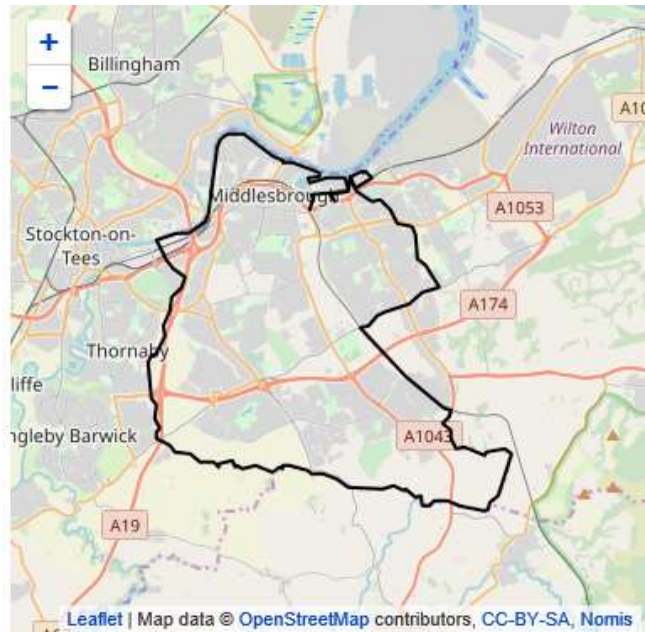 +
−
Billingham
A10
Wilton
International
Middlesbrough
A1053
Stockton-on-
Tees
A174
Thornaby
cliffe
ngleby Barwick
A1043
A19
Leaflet | Map data © OpenStreetMap contributors, CC-BY-SA, Nomis